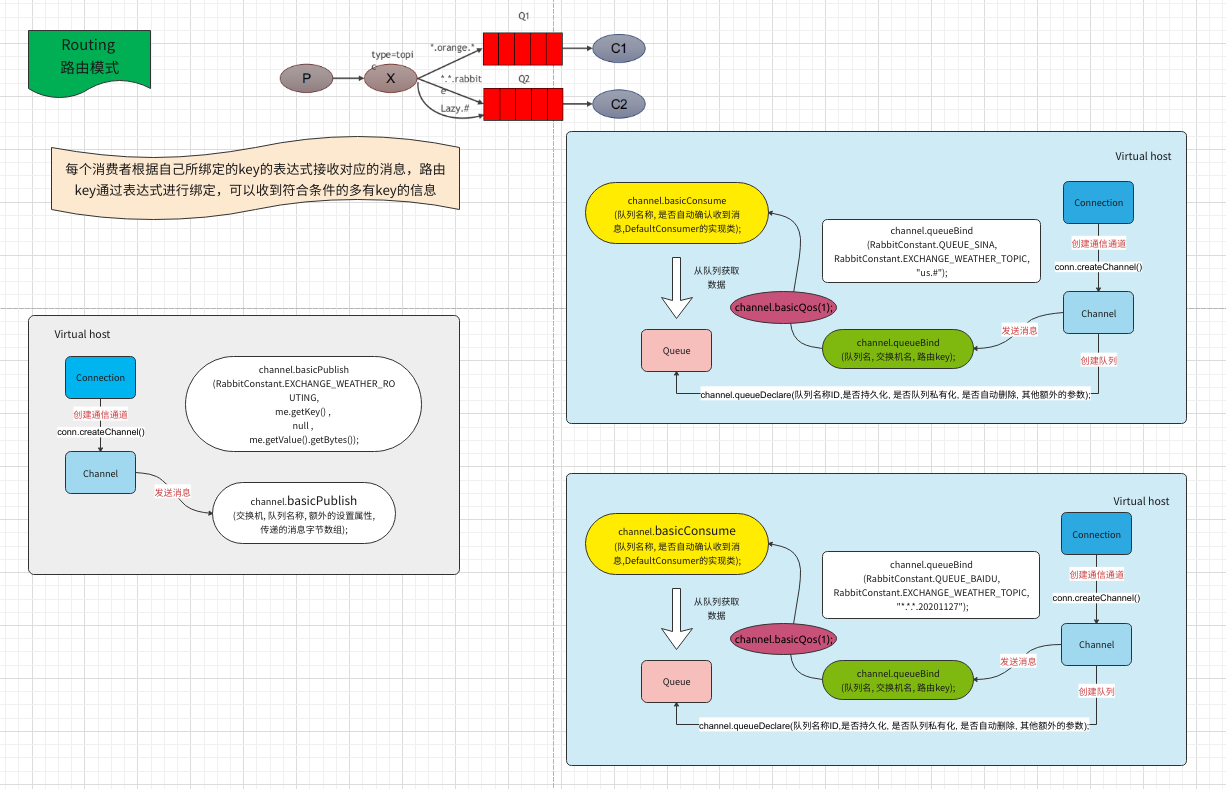 Routing
路由模式
P
type=topi
c
X
*.orange.*
*.*.rabbit
e
Lazy.#
Q1
Q2
C1
C2
每个消费者根据自己所绑定的key的表达式接收对应的消息，路由
key通过表达式进行绑定，可以收到符合条件的多有key的信息
Virtual host
Connection
创建通信通道
conn.createChannel()
Channel
发送消息
channel.basicPublish
(RabbitConstant.EXCHANGE_WEATHER_RO
UTING,
me.getKey() ,
null ,
me.getValue().getBytes());
channel.basicPublish
(交换机, 队列名称, 额外的设置属性,
传递的消息字节数组);
Virtual host
channel.basicConsume
(队列名称, 是否自动确认收到消
息,DefaultConsumer的实现类);
从队列获取
数据
Queue
channel.basicQos(1);
channel.queueBind
(RabbitConstant.QUEUE_SINA,
RabbitConstant.EXCHANGE_WEATHER_TOPIC,
"us.#");
channel.queueBind
(队列名, 交换机名, 路由key);
Connection
创建通信通道
conn.createChannel()
Channel
发送消息
创建队列
channel.queueDeclare(队列名称ID,是否持久化, 是否队列私有化, 是否自动删除, 其他额外的参数);
Virtual host
channel.basicConsume
(队列名称, 是否自动确认收到消
息,DefaultConsumer的实现类);
从队列获取
数据
Queue
channel.basicQos(1);
channel.queueBind
(RabbitConstant.QUEUE_BAIDU,
RabbitConstant.EXCHANGE_WEATHER_TOPIC,
"*.*.*.20201127");
channel.queueBind
(队列名, 交换机名, 路由key);
Connection
创建通信通道
conn.createChannel()
Channel
发送消息
创建队列
channel.queueDeclare(队列名称ID,是否持久化, 是否队列私有化, 是否自动删除, 其他额外的参数);